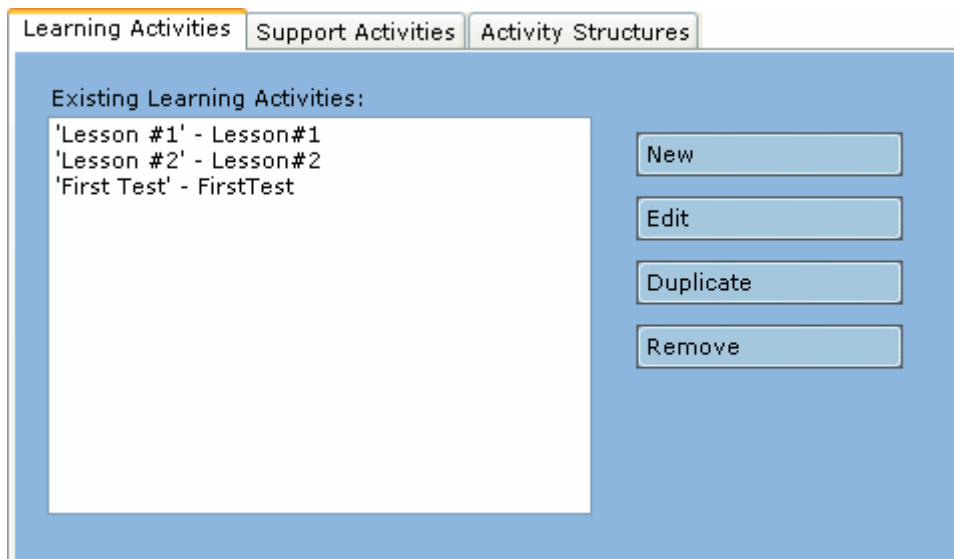 Learning Activities Support Activities Activity Structures
Existing Learning Activities:
'Lesson #1' - Lesson#1
'Lesson #2' - Lesson#2
'First Test' - FirstTest
New
Edit
Duplicate
Remove